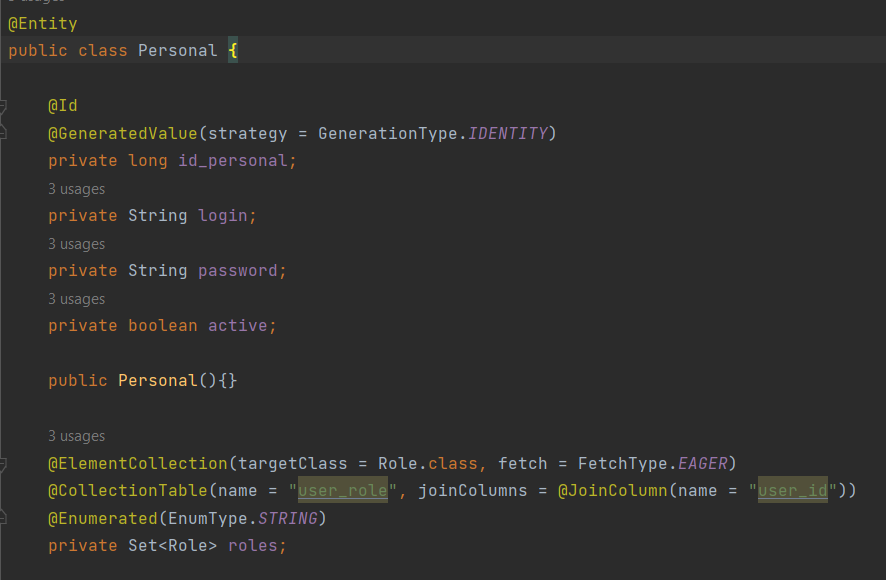 @Entity
public class Personal {
@Id
@GeneratedValue(strategy = GenerationType.IDENTITY)
private long id_personal;
3 usages
private String login;
3 usages
private String password;
3 usages
private boolean active;
public Personal(){}
3 usages
@ElementCollection(targetClass = Role.class, fetch = FetchType.EAGER)
@CollectionTable(name = "user_role", joinColumns = @JoinColumn(name = "user_id"))
@Enumerated(EnumType.STRING)
private Set<Role> roles;